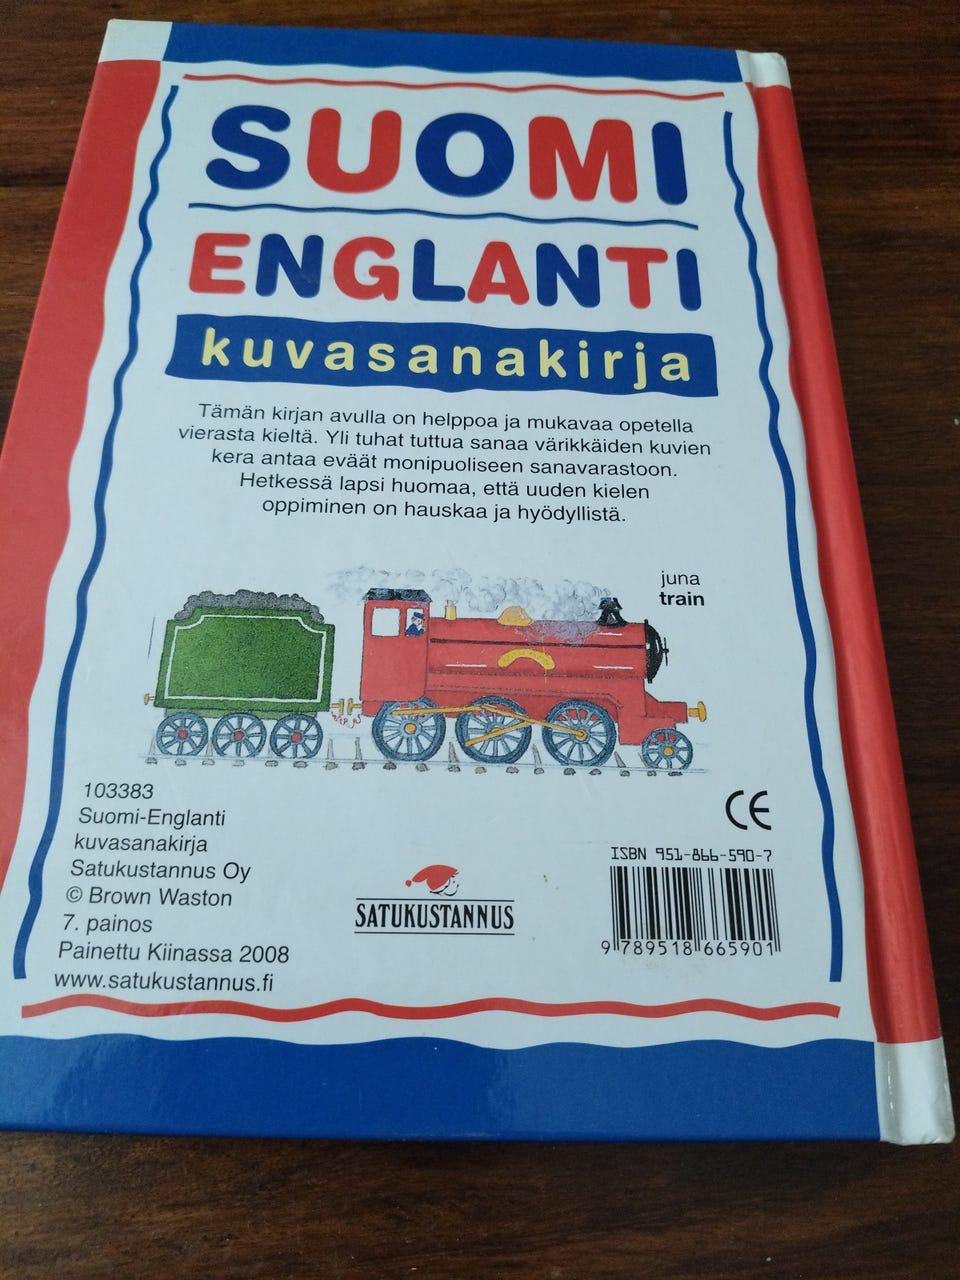 SUOMI
ENGLANTI
kuvasanakirja
Tämän kirjan avulla on helppoa ja mukavaa opetella
vierasta kieltä. Yli tuhat tuttua sanaa värikkäiden kuvien
kera antaa eväät monipuoliseen sanavarastoon.
Hetkessä lapsi huomaa, että uuden kielen
oppiminen on hauskaa ja hyödyllistä.
juna
train
103383
Suomi-Englanti
kuvasanakirja
Satukustannus Oy
© Brown Waston
7. painos
Painettu Kiinassa 2008
www.satukustannus.fi
SATUKUSTANNUS
CE
ISBN 951-866-590-7
9 789518 665901